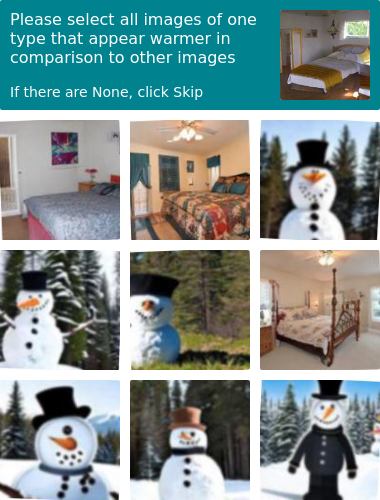 Please select all images of one
type that appear warmer in
comparison to other images
If there are None, click Skip